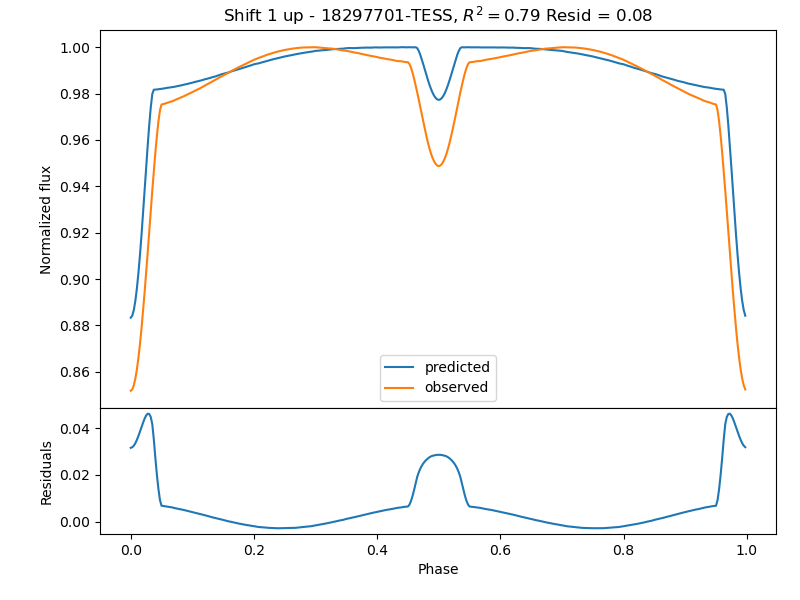 Shift 1 up - 18297701-TESS, $R^2 = 0.79$ Resid = 0.08
1.00
0.98
0.96
0.94
0.92
0.90
0.88
0.86
Normalized flux
predicted
observed
0.04
0.02
0.00
Residuals
0.0 0.2 0.4 0.6 0.8 1.0
Phase